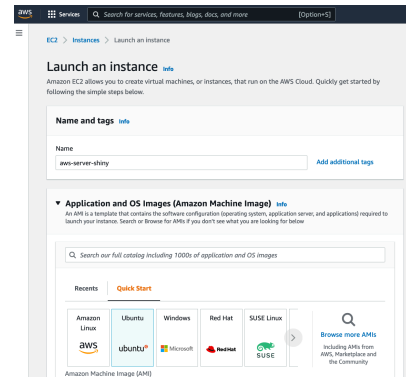 aws
Services
Search for services, features, blogs, docs, and more
[Option+S]
EC2 > Instances > Launch an instance
Launch an instance Info
Amazon EC2 allows you to create virtual machines, or instances, that run on the AWS Cloud. Quickly get started by
following the simple steps below.
Name and tags Info
Name
aws-server-shiny
Add additional tags
Application and OS Images (Amazon Machine Image) Info
An AMI is a template that contains the software configuration (operating system, application server, and applications) required to
launch your instance. Search or Browse for AMIs if you don't see what you are looking for below
Search our full catalog including 1000s of application and OS images
Recents
Quick Start
Amazon
Linux
aws
Ubuntu
ubuntu®
Windows
Microsoft
Red Hat
Red Hat
SUSE Linux
SUSE
Browse more AMIs
Including AMIs from
AWS, Marketplace and
the Community
Amazon Machine Image (AMI)